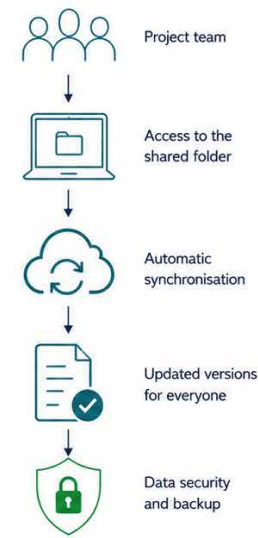 Project team
Access to the
shared folder
Automatic
synchronisation
Updated versions
for everyone
Data security
and backup